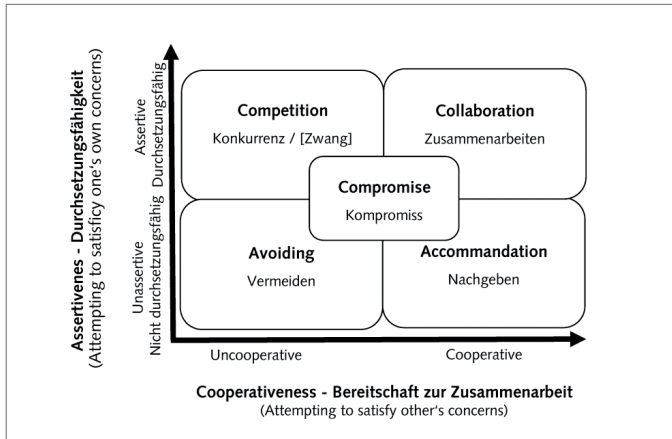 Assertivenes - Durchsetzungsfähigkeit
(Attempting to satisficy one's own concerns)
Assertive
Durchsetzungsfähig
Unassertive
Nicht durchsetzungsfähig
Competition
Konkurrenz / [Zwang]
Collaboration
Zusammenarbeiten
Compromise
Kompromiss
Avoiding
Vermeiden
Accommandation
Nachgeben
Uncooperative
Cooperative
Cooperativeness - Bereitschaft zur Zusammenarbeit
(Attempting to satisfy other's concerns)